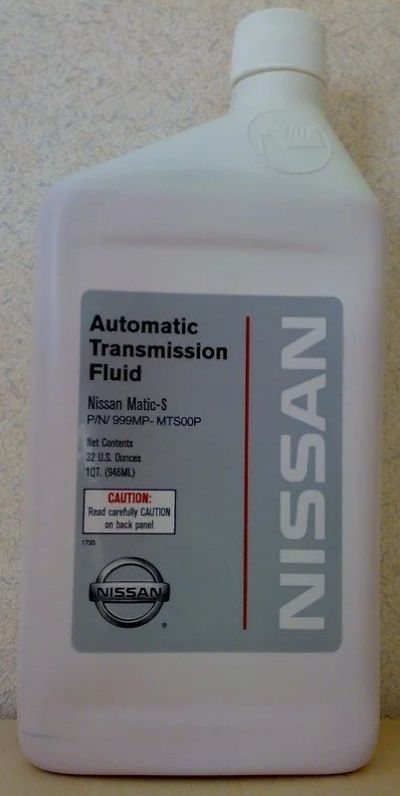 Automatic
Transmission
Fluid
Nissan Matic-S
P/N/ 999MP- MTS00P
Net Contents
32 U.S. Ounces
1QT. (946ML)
CAUTION:
Read carefully CAUTION
on back panel
1735
NISSAN
®
NISSAN